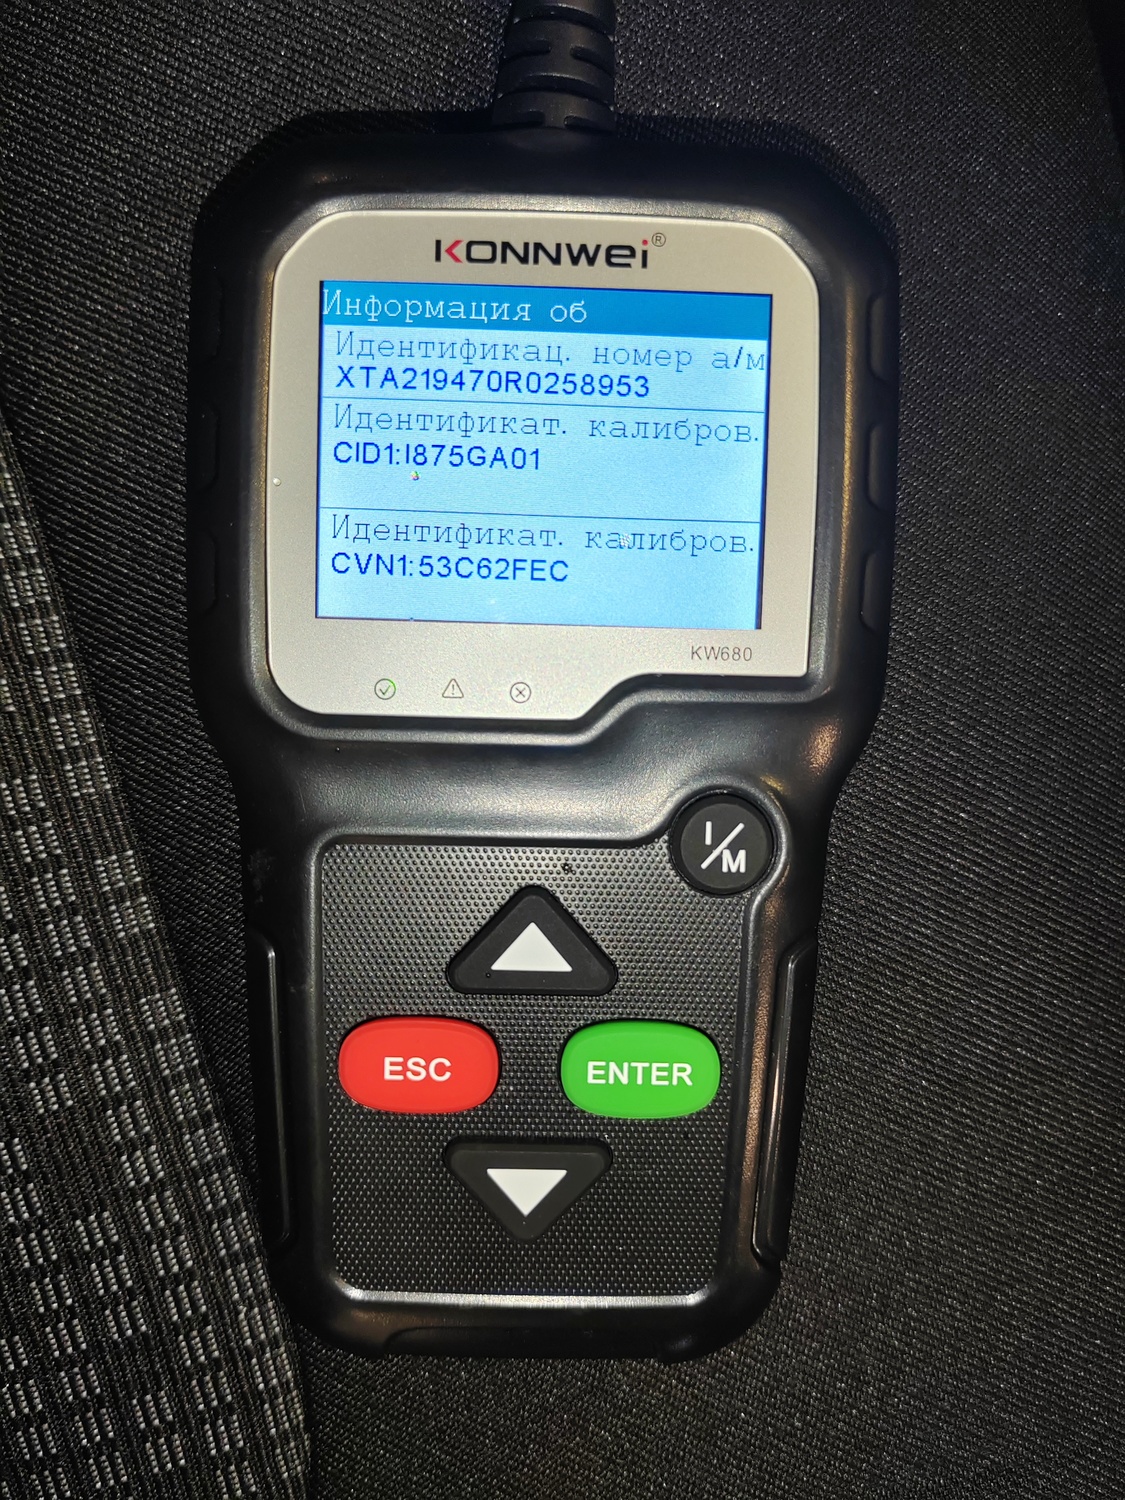 KONNWEI®
Информация об
Идентификац. номер а/м
XTA219470R0258953
Идентификат. калибров.
CID1:I875GA01
Идентификат. калибров.
CVN1:53C62FEC
KW680
I/M
ESC
ENTER